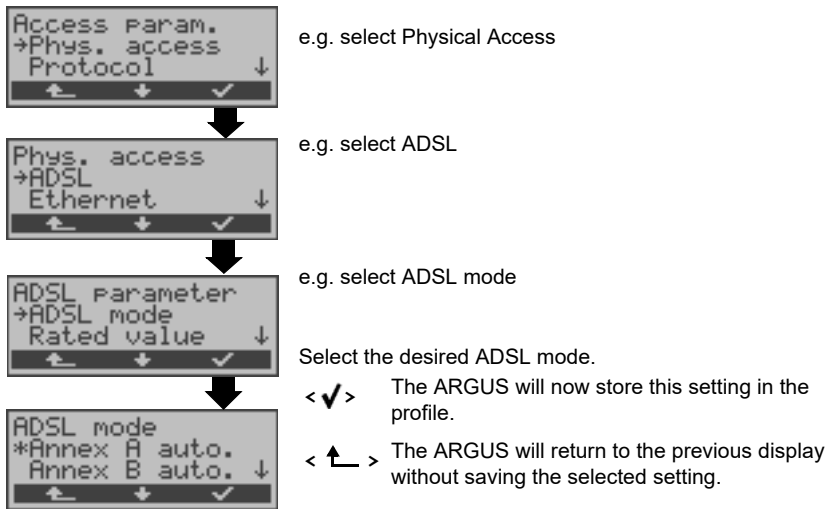 Access param.
→Phys. access
Protocol ↓
e.g. select Physical Access
Phys. access
→ADSL
Ethernet ↓
e.g. select ADSL
ADSL parameter
→ADSL mode
Rated value ↓
e.g. select ADSL mode
Select the desired ADSL mode.
<✓> The ARGUS will now store this setting in the
profile.
ADSL mode
*Annex A auto.
Annex B auto. ↓
< > The ARGUS will return to the previous display
without saving the selected setting.